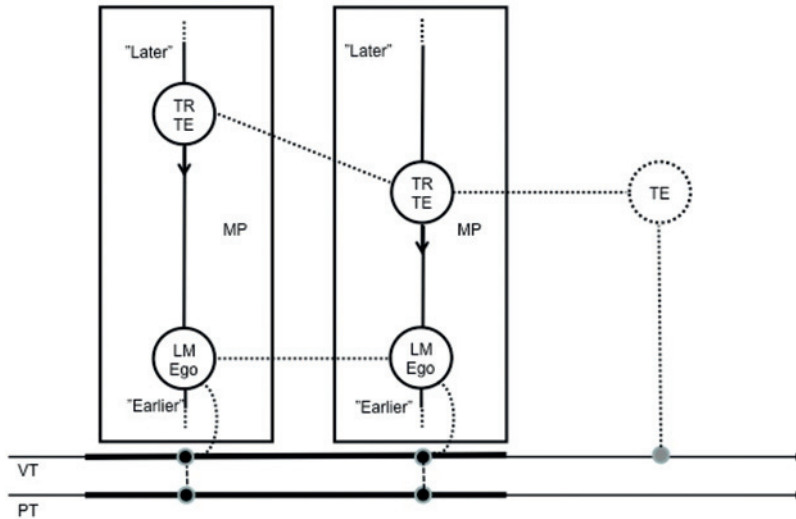 "Later"
TR
TE
MP
LM
Ego
"Earlier"
"Later"
TR
TE
MP
LM
Ego
"Earlier"
TE
VT
PT